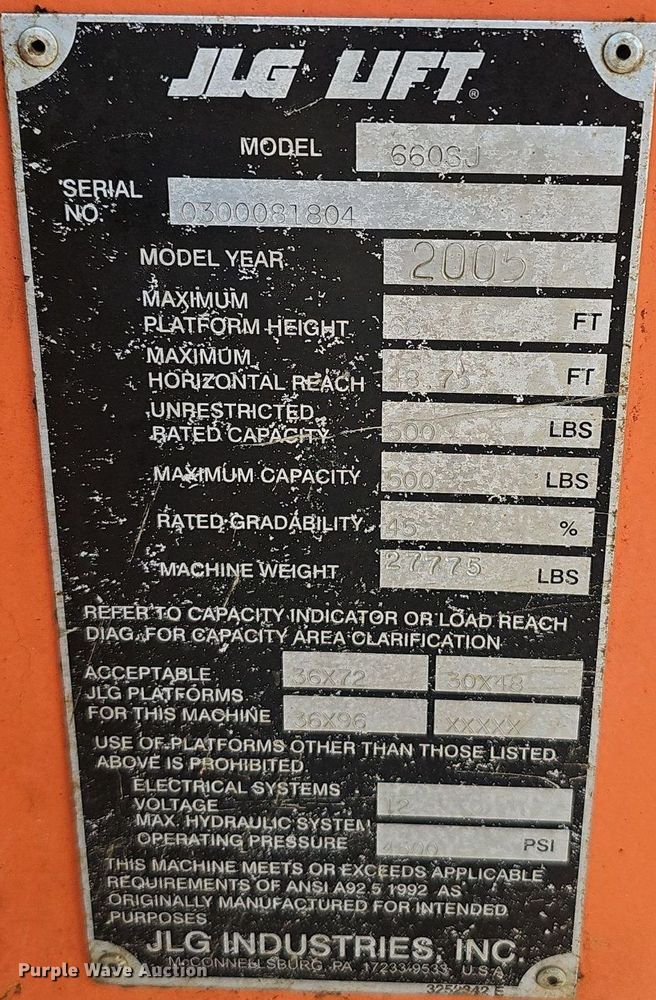 JLG LIFT®
MODEL 660SJ
SERIAL
NO. 0300081804
MODEL YEAR 2005
MAXIMUM
PLATFORM HEIGHT 66 FT
MAXIMUM
HORIZONTAL REACH 48.75 FT
UNRESTRICTED
RATED CAPACITY 500 LBS
MAXIMUM CAPACITY 500 LBS
RATED GRADABILITY 45 %
MACHINE WEIGHT 27775 LBS
REFER TO CAPACITY INDICATOR OR LOAD REACH
DIAG. FOR CAPACITY AREA CLARIFICATION
ACCEPTABLE 36X72 30X48
JLG PLATFORMS
FOR THIS MACHINE 36X96 XXXXX
USE OF PLATFORMS OTHER THAN THOSE LISTED
ABOVE IS PROHIBITED
ELECTRICAL SYSTEMS
VOLTAGE 12
MAX. HYDRAULIC SYSTEM
OPERATING PRESSURE 4500 PSI
THIS MACHINE MEETS OR EXCEEDS APPLICABLE
REQUIREMENTS OF ANSI A92.5 1992 AS
ORIGINALLY MANUFACTURED FOR INTENDED
PURPOSES
JLG INDUSTRIES, INC.
McCONNELLSBURG, PA. 17233-9533 U.S.A.
Purple Wave Auction